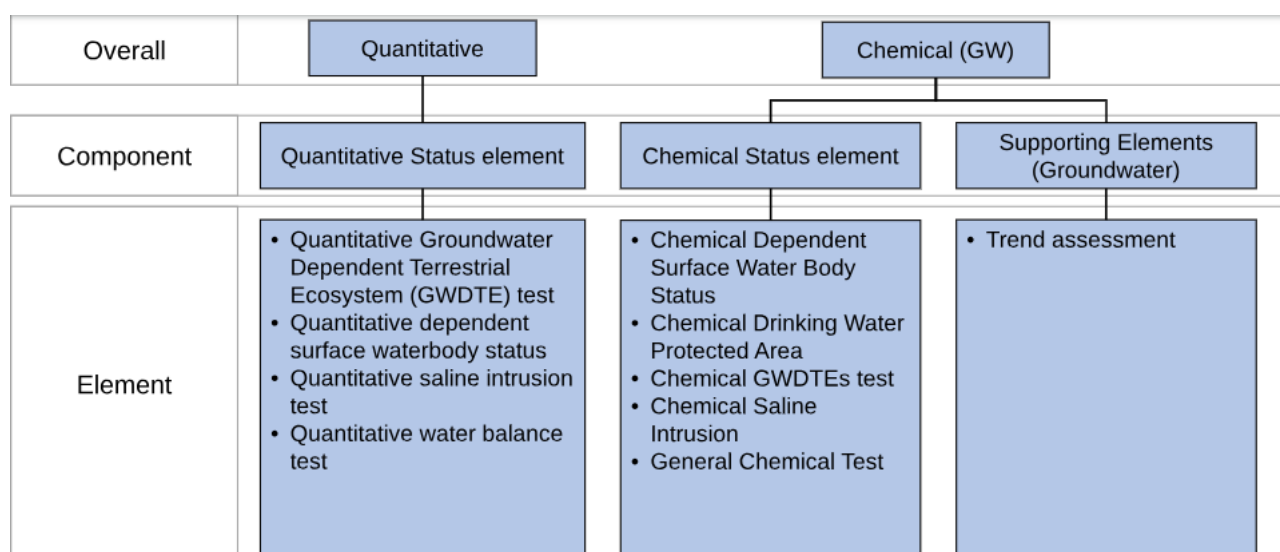 Overall
Quantitative
Chemical (GW)
Component
Quantitative Status element
Chemical Status element
Supporting Elements
(Groundwater)
Element
• Quantitative Groundwater
Dependent Terrestrial
Ecosystem (GWDTE) test
• Quantitative dependent
surface waterbody status
• Quantitative saline intrusion
test
• Quantitative water balance
test
• Chemical Dependent
Surface Water Body
Status
• Chemical Drinking Water
Protected Area
• Chemical GWDTEs test
• Chemical Saline
Intrusion
• General Chemical Test
• Trend assessment